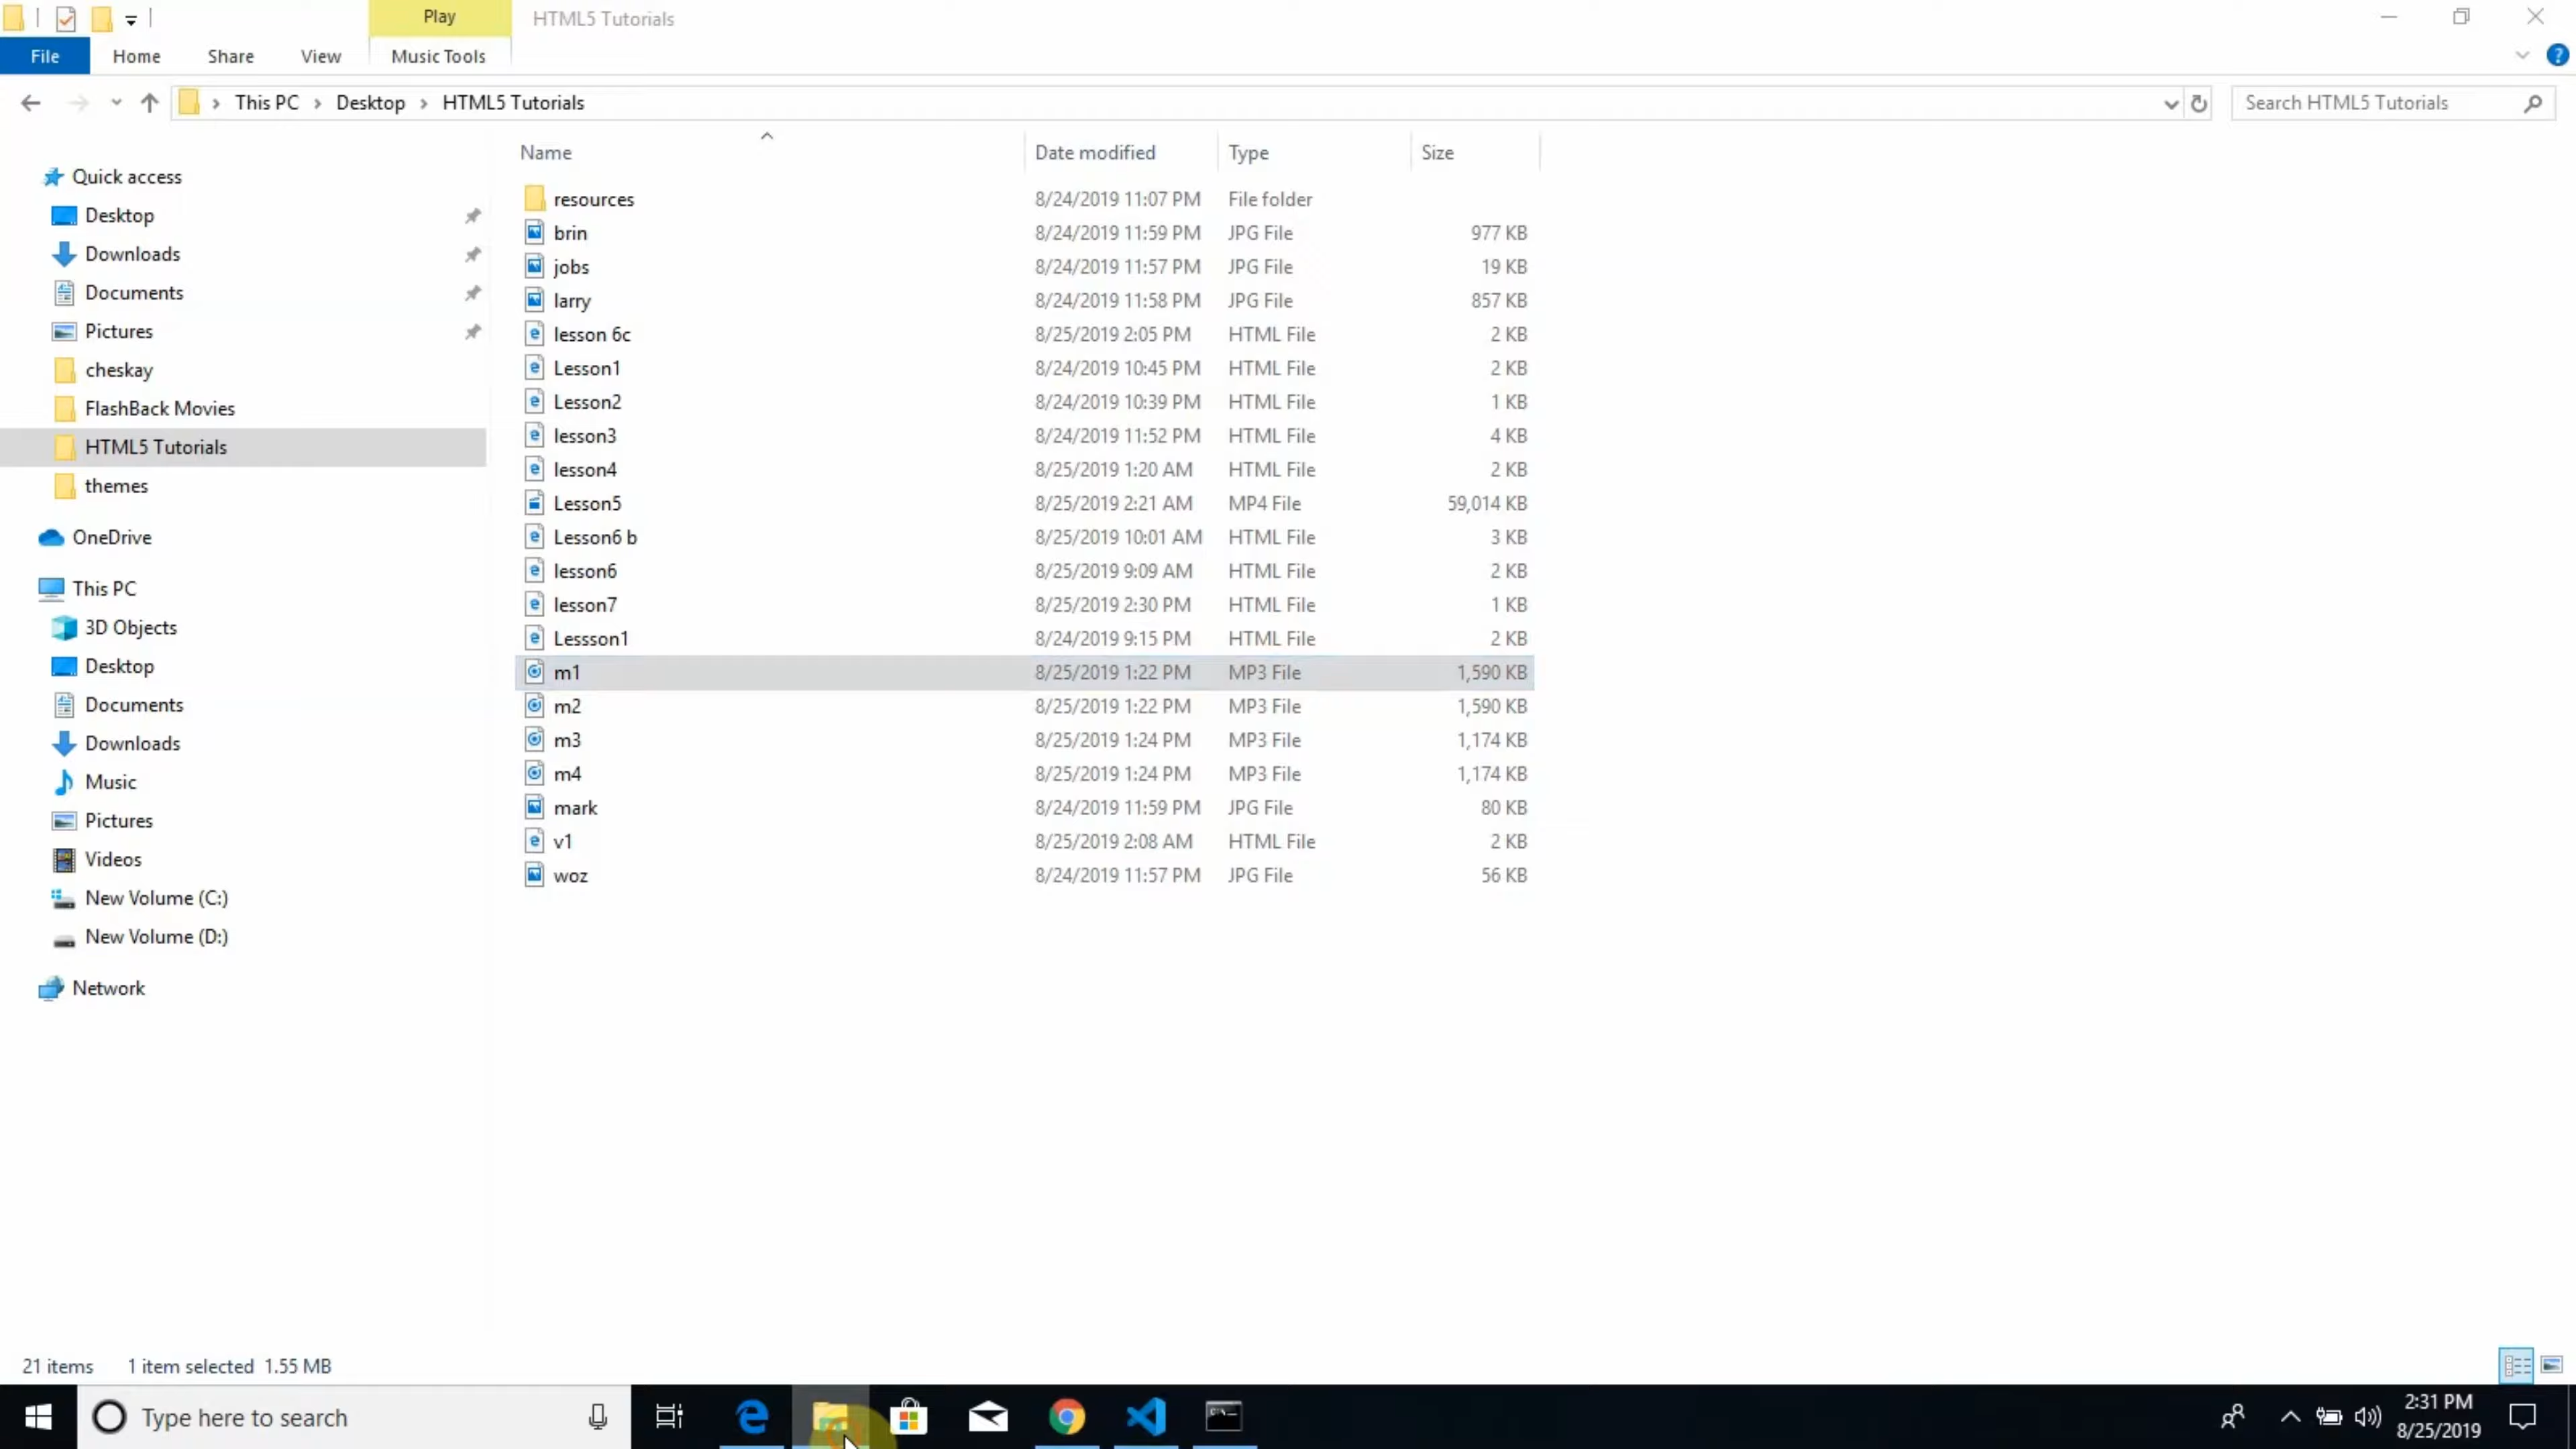 Play HTML5 Tutorials
File Home Share View Music Tools
This PC Desktop HTML5 Tutorials Search HTML5 Tutorials
Name Date modified Type Size
Quick access
Desktop
Downloads
Documents
Pictures
cheskay
FlashBack Movies
HTML5 Tutorials
themes
OneDrive
This PC
3D Objects
Desktop
Documents
Downloads
Music
Pictures
Videos
New Volume (C:)
New Volume (D:)
Network
resources 8/24/2019 11:07 PM File folder
brin 8/24/2019 11:59 PM JPG File 977 KB
jobs 8/24/2019 11:57 PM JPG File 19 KB
larry 8/24/2019 11:58 PM JPG File 857 KB
lesson 6c 8/25/2019 2:05 PM HTML File 2 KB
Lesson1 8/24/2019 10:45 PM HTML File 2 KB
Lesson2 8/24/2019 10:39 PM HTML File 1 KB
lesson3 8/24/2019 11:52 PM HTML File 4 KB
lesson4 8/25/2019 1:20 AM HTML File 2 KB
Lesson5 8/25/2019 2:21 AM MP4 File 59,014 KB
Lesson6 b 8/25/2019 10:01 AM HTML File 3 KB
lesson6 8/25/2019 9:09 AM HTML File 2 KB
lesson7 8/25/2019 2:30 PM HTML File 1 KB
Lessson1 8/24/2019 9:15 PM HTML File 2 KB
m1 8/25/2019 1:22 PM MP3 File 1,590 KB
m2 8/25/2019 1:22 PM MP3 File 1,590 KB
m3 8/25/2019 1:24 PM MP3 File 1,174 KB
m4 8/25/2019 1:24 PM MP3 File 1,174 KB
mark 8/24/2019 11:59 PM JPG File 80 KB
v1 8/25/2019 2:08 AM HTML File 2 KB
woz 8/24/2019 11:57 PM JPG File 56 KB
21 items 1 item selected 1.55 MB
Type here to search
2:31 PM
8/25/2019